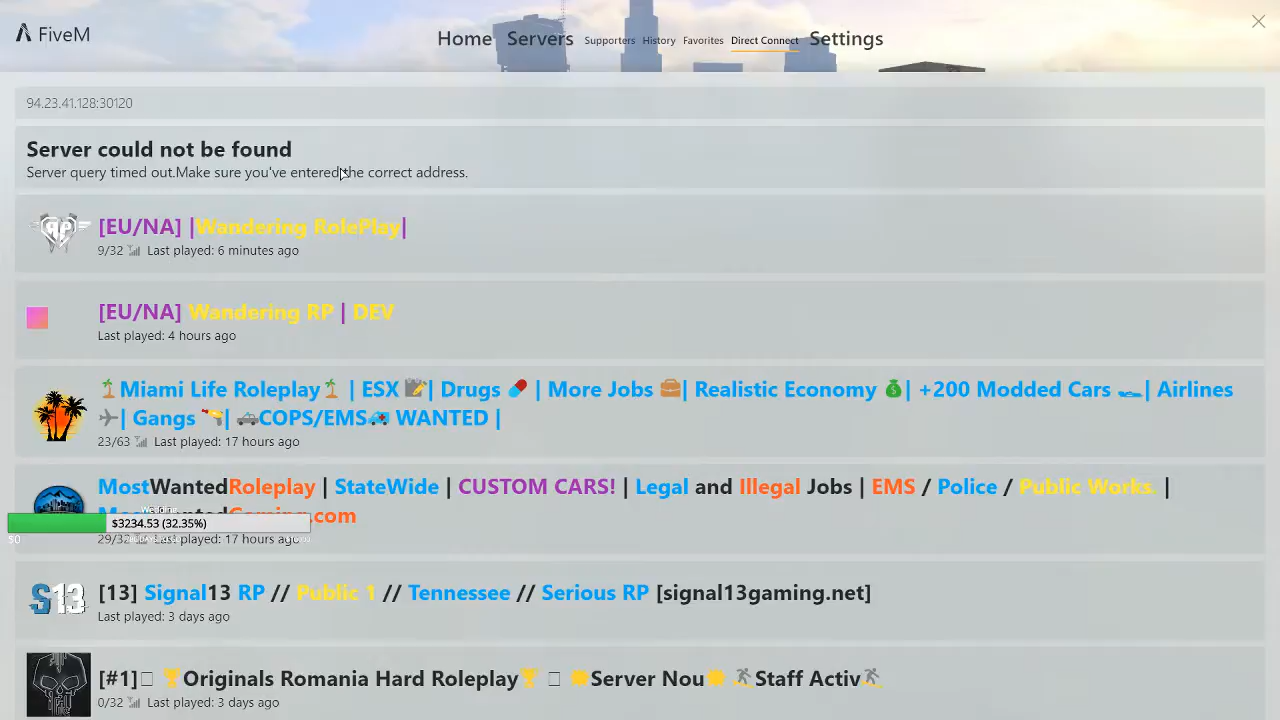 FiveM
Home Servers Supporters History Favorites Direct Connect Settings
94.23.41.128:30120
Server could not be found
Server query timed out.Make sure you've entered the correct address.
[EU/NA] |Wandering RolePlay|
9/32 Last played: 6 minutes ago
[EU/NA] Wandering RP | DEV
Last played: 4 hours ago
🌴Miami Life Roleplay🌴 | ESX 📝| Drugs 💊 | More Jobs 💼| Realistic Economy 💰| +200 Modded Cars 🏎| Airlines
✈| Gangs 🔫| 🚓COPS/EMS🚑 WANTED |
23/63 Last played: 17 hours ago
MostWantedRoleplay | StateWide | CUSTOM CARS! | Legal and Illegal Jobs | EMS / Police / Public Works |
$3234.53 (32.35%)
$0
29/32 Last played: 17 hours ago
[13] Signal13 RP // Public 1 // Tennessee // Serious RP [signal13gaming.net]
S13
Last played: 3 days ago
[#1] 🏆Originals Romania Hard Roleplay🏆 Server Nou Staff Activ
0/32 Last played: 3 days ago